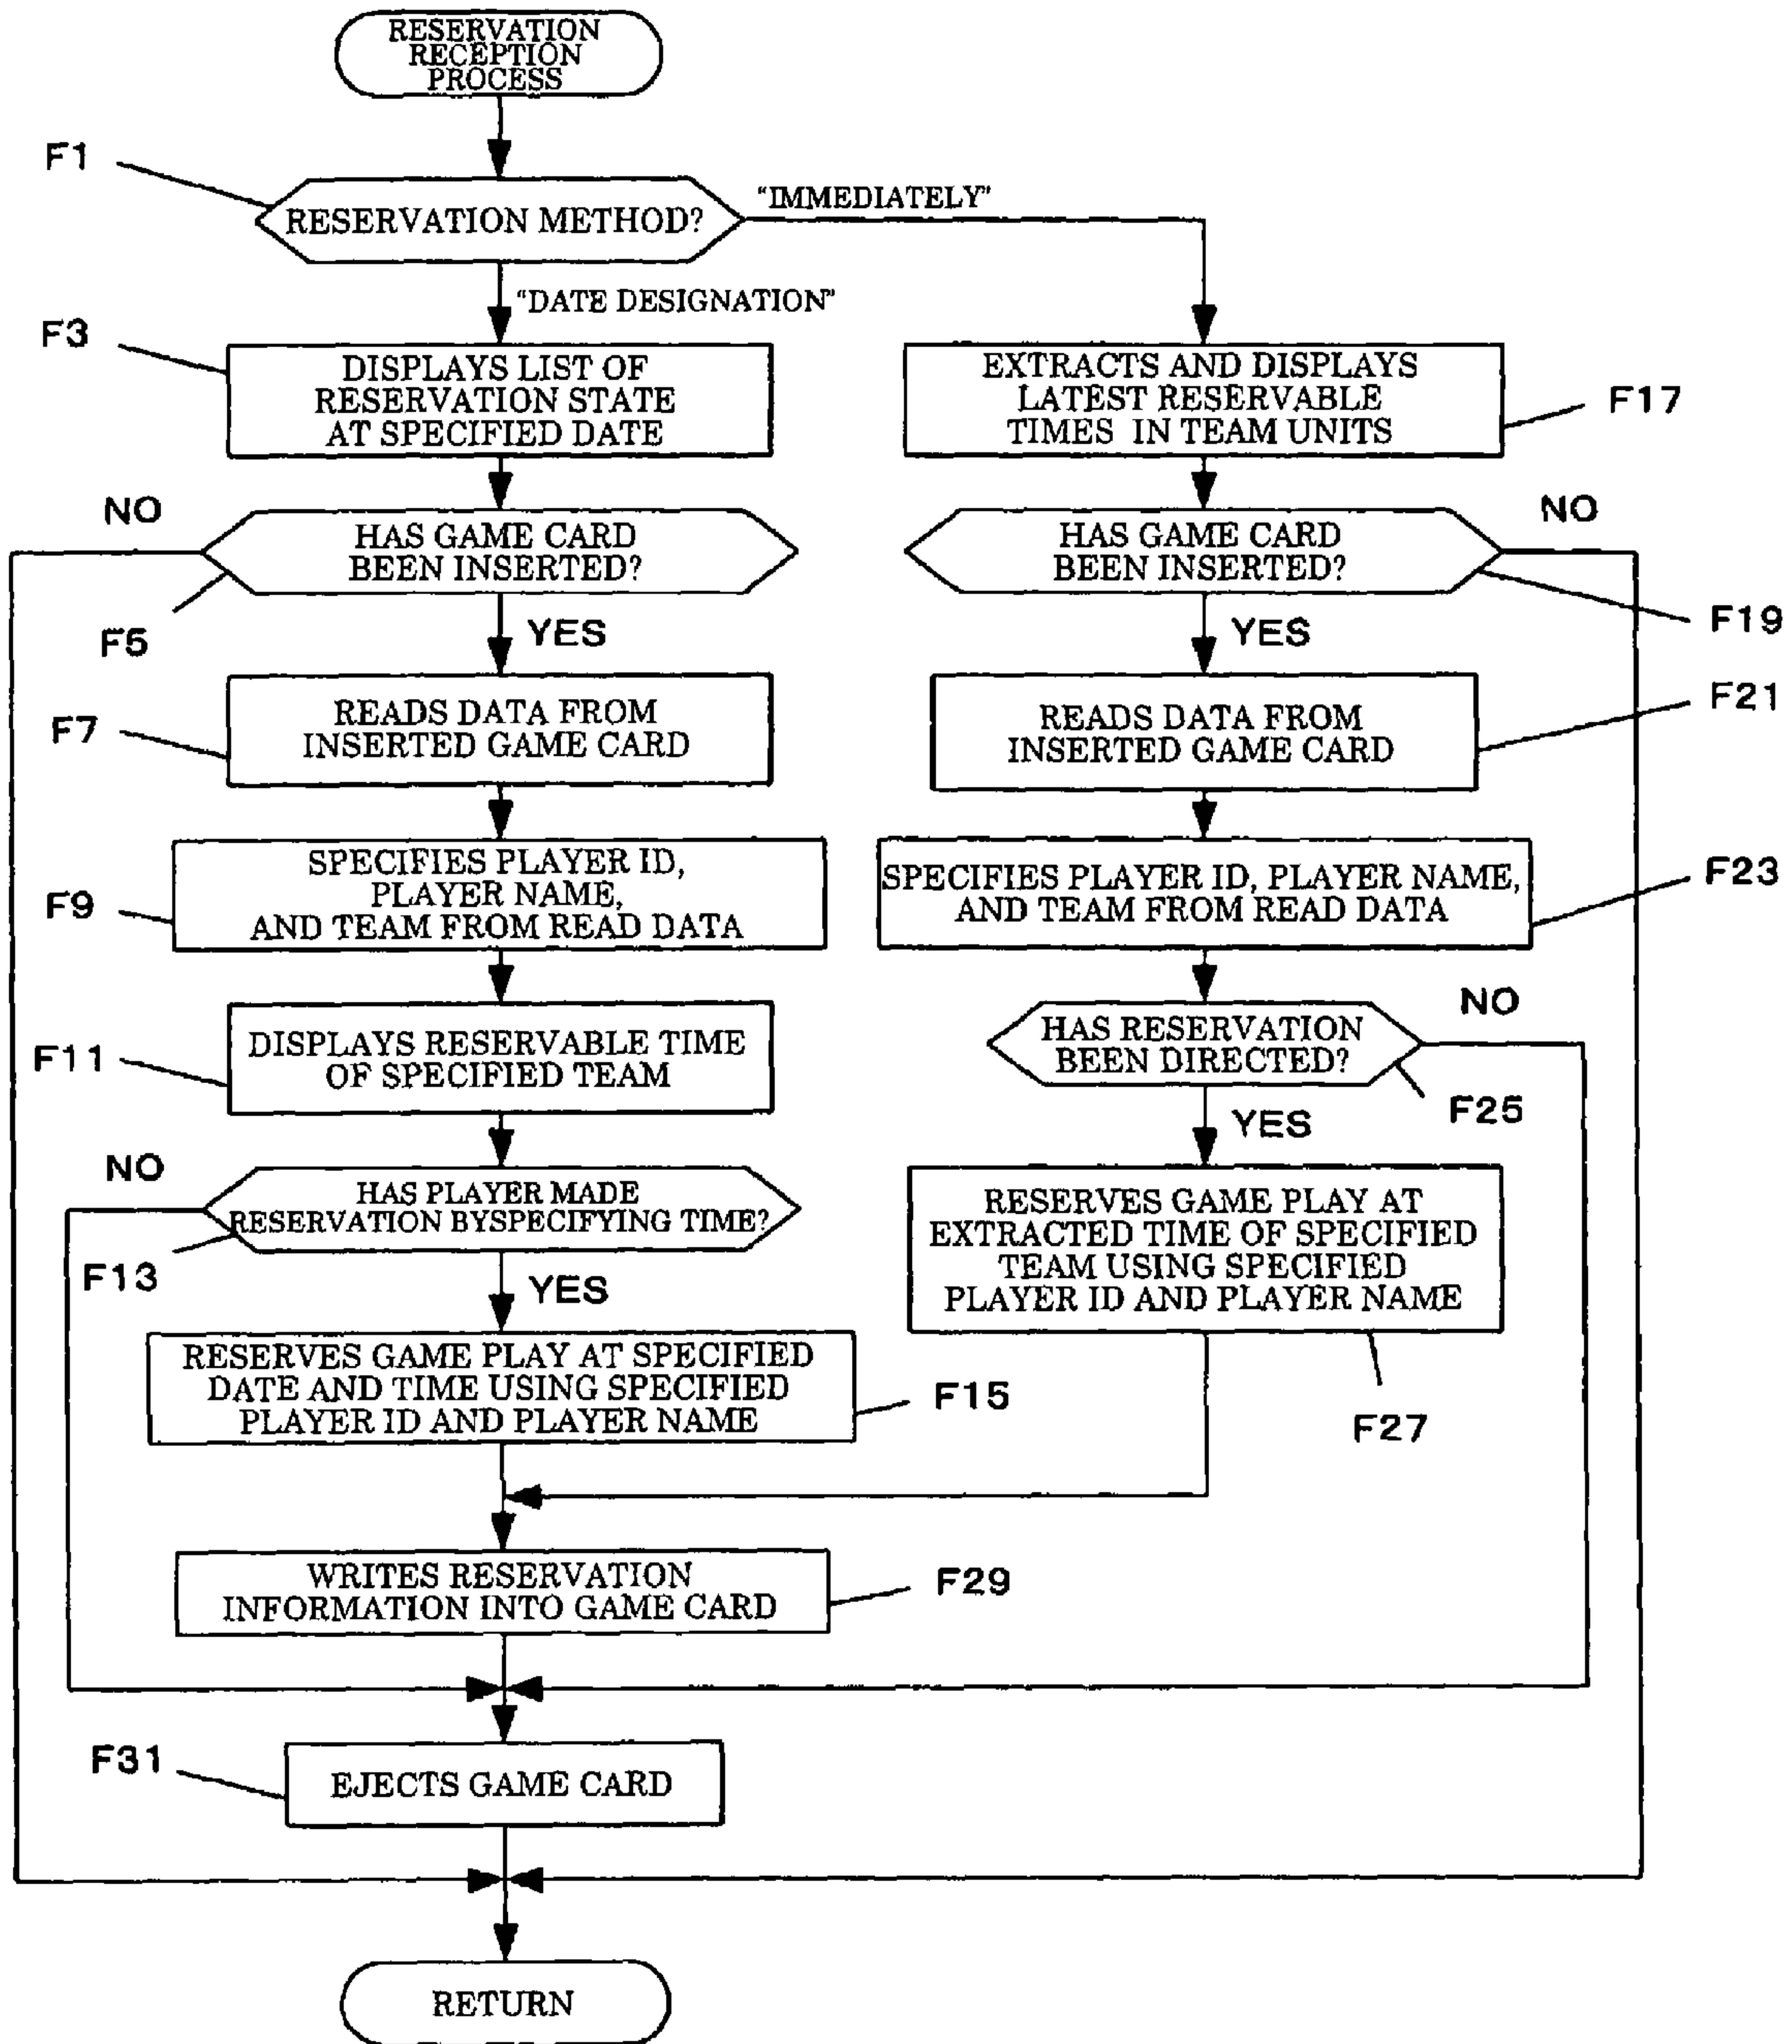 RESERVATION
RECEPTION
PROCESS
F1
RESERVATION METHOD?
"IMMEDIATELY"
"DATE DESIGNATION"
F3
DISPLAYS LIST OF
RESERVATION STATE
AT SPECIFIED DATE
EXTRACTS AND DISPLAYS
LATEST RESERVABLE
TIMES IN TEAM UNITS
F17
NO
HAS GAME CARD
BEEN INSERTED?
F5
YES
HAS GAME CARD
BEEN INSERTED?
NO
F19
YES
F7
READS DATA FROM
INSERTED GAME CARD
READS DATA FROM
INSERTED GAME CARD
F21
F9
SPECIFIES PLAYER ID,
PLAYER NAME,
AND TEAM FROM READ DATA
SPECIFIES PLAYER ID, PLAYER NAME,
AND TEAM FROM READ DATA
F23
F11
DISPLAYS RESERVABLE TIME
OF SPECIFIED TEAM
HAS RESERVATION
BEEN DIRECTED?
NO
F25
YES
NO
HAS PLAYER MADE
RESERVATION BYSPECIFYING TIME?
F13
YES
RESERVES GAME PLAY AT
EXTRACTED TIME OF SPECIFIED
TEAM USING SPECIFIED
PLAYER ID AND PLAYER NAME
F27
RESERVES GAME PLAY AT SPECIFIED
DATE AND TIME USING SPECIFIED
PLAYER ID AND PLAYER NAME
F15
WRITES RESERVATION
INFORMATION INTO GAME CARD
F29
F31
EJECTS GAME CARD
RETURN